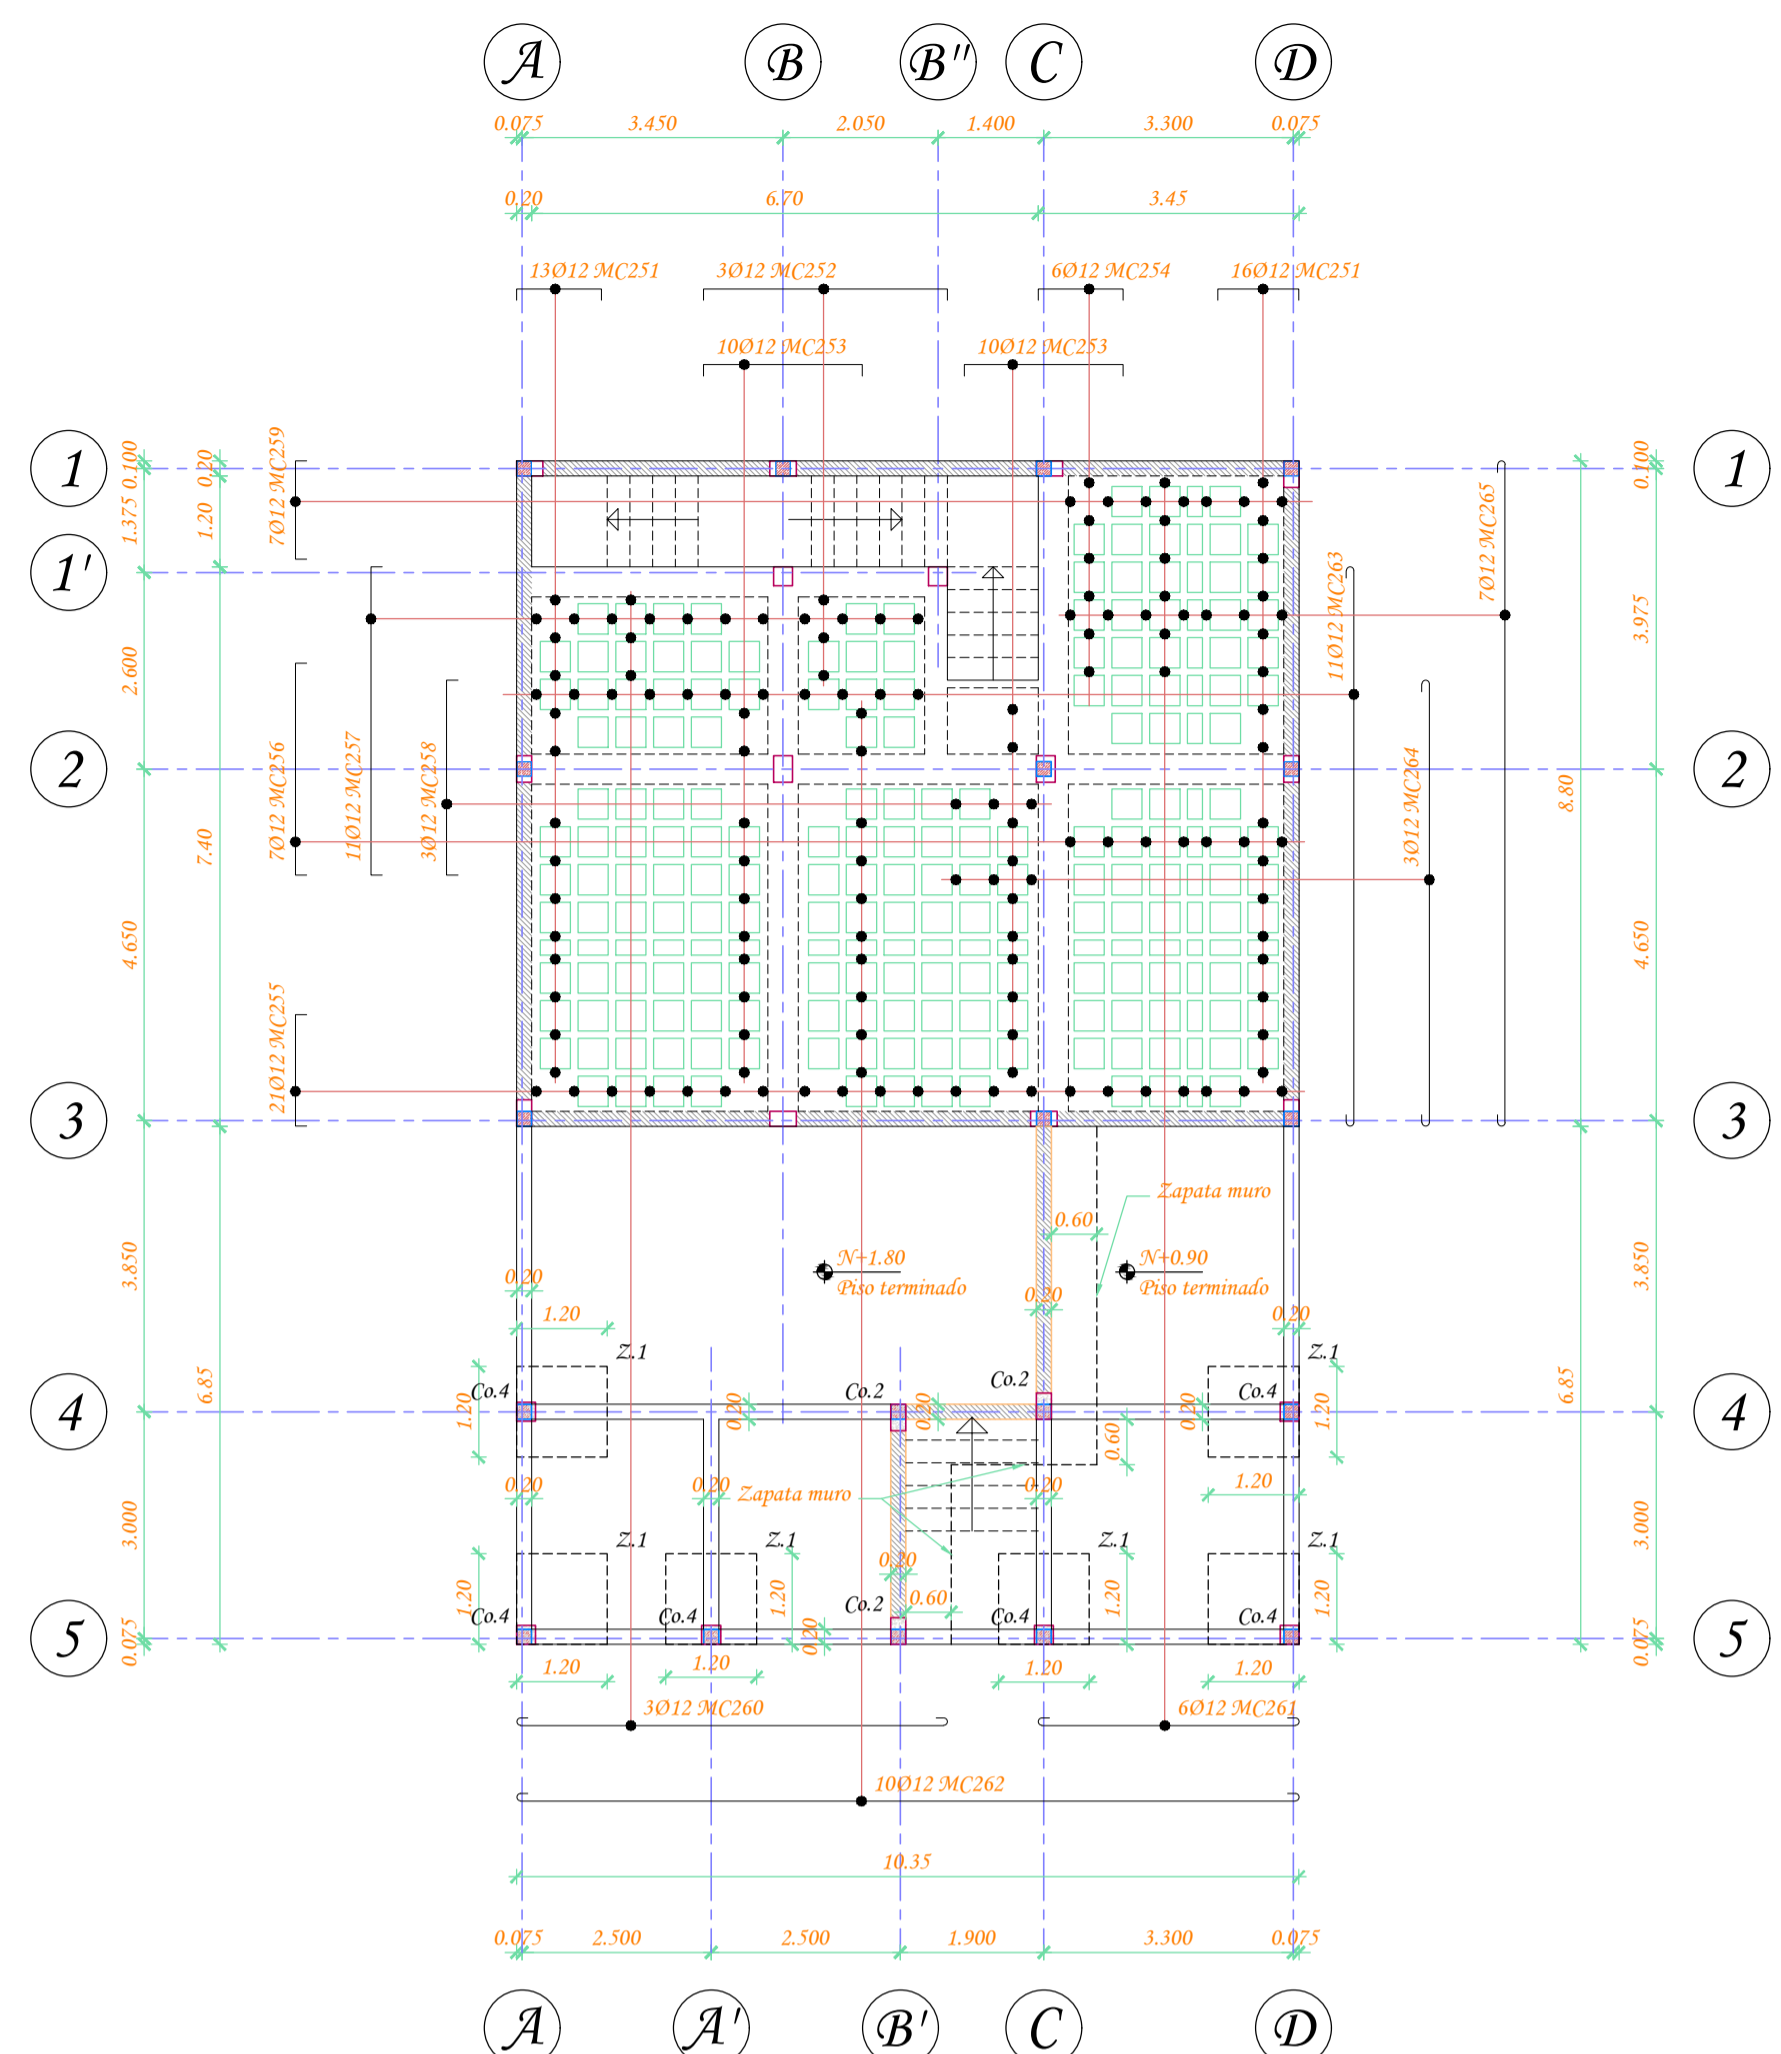 A B B'' C D
0.075 3.450 2.050 1.400 3.300 0.075
0.20 6.70 3.45
13Ø12 MC251 3Ø12 MC252 6Ø12 MC254 16Ø12 MC251
10Ø12 MC253 10Ø12 MC253
1 1
0.100 0.20 7Ø12 MC259 0.100
1.375 1.20 7Ø12 MC265
1'
11Ø12 MC263 3.975
2.600
2 2
7Ø12 MC256 11Ø12 MC257 3Ø12 MC258 3Ø12 MC264 8.80
7.40
4.650 4.650
21Ø12 MC255
3 3
Zapata muro
0.60
3.850 N+1.80 N+0.90 3.850
Piso terminado Piso terminado
0.20 0.20 0.20
1.20
Z.1 Z.1
6.85 Co.4 Co.2 Co.2 Co.4 6.85
4 1.20 0.20 0.20 0.20 1.20 4
0.60
0.20 0.20 Zapata muro 0.20 1.20
3.000 3.000
Z.1 Z.1 Z.1 Z.1
0.20
1.20 1.20 0.60 1.20 1.20
Co.4 Co.4 Co.2 Co.4 Co.4
5 5
0.075 0.20 0.075
1.20 1.20 1.20 1.20
3Ø12 MC260 6Ø12 MC261
10Ø12 MC262
10.35
0.075 2.500 2.500 1.900 3.300 0.075
A A' B' C D